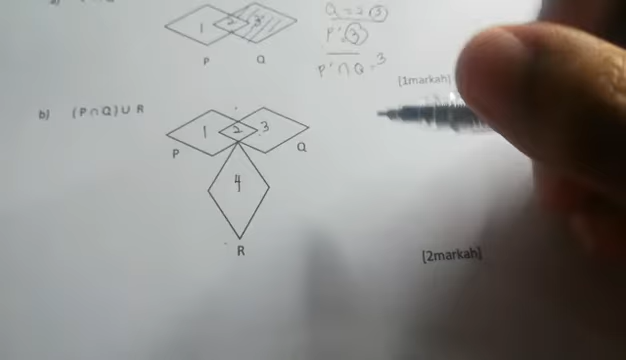 1 2 3
P Q
Q = 2,3
P' 3
P' ∩ Q = 3
[1markah]
b) (P ∩ Q) ∪ R
1 2 3
P Q
4
R
[2markah]